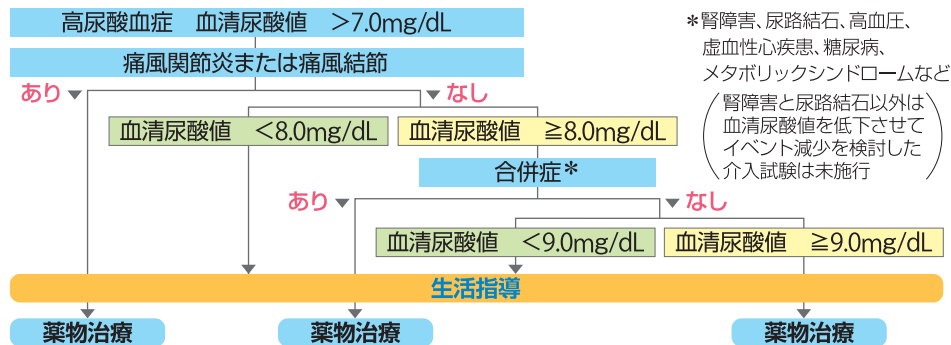 高尿酸血症 血清尿酸値 >7.0mg/dL
痛風関節炎または痛風結節
あり
なし
血清尿酸値 <8.0mg/dL
血清尿酸値 ≧8.0mg/dL
合併症*
あり
なし
血清尿酸値 <9.0mg/dL
血清尿酸値 ≧9.0mg/dL
生活指導
薬物治療
薬物治療
薬物治療
*腎障害、尿路結石、高血圧、
虚血性心疾患、糖尿病、
メタボリックシンドロームなど
(腎障害と尿路結石以外は
血清尿酸値を低下させて
イベント減少を検討した
介入試験は未施行)